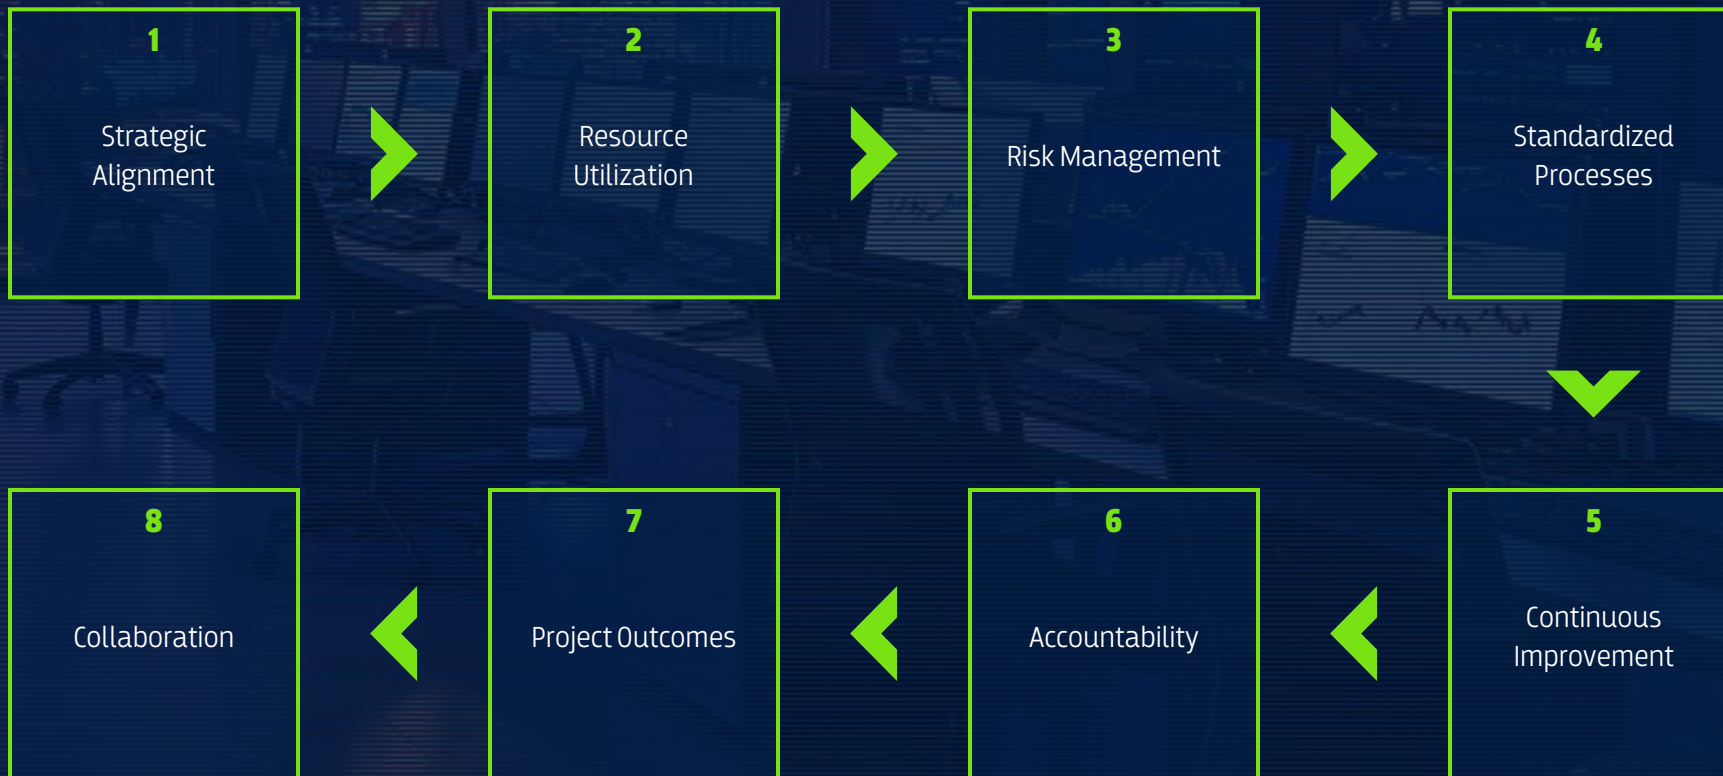 1
Strategic
Alignment
2
Resource
Utilization
3
Risk Management
4
Standardized
Processes
5
Continuous
Improvement
6
Accountability
7
Project Outcomes
8
Collaboration